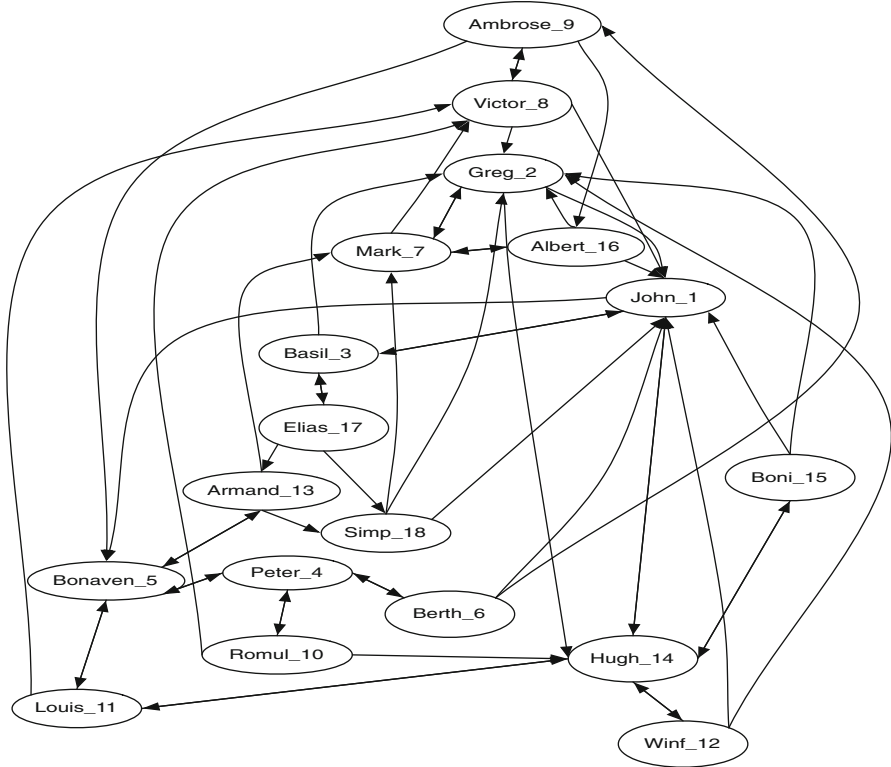 Ambrose_9
Victor_8
Greg_2
Mark_7
Albert_16
John_1
Basil_3
Elias_17
Boni_15
Armand_13
Simp_18
Peter_4
Bonaven_5
Berth_6
Romul_10
Hugh_14
Louis_11
Winf_12